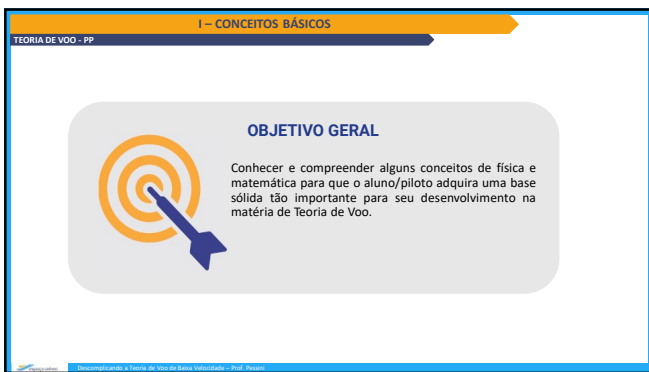 I – CONCEITOS BÁSICOS
TEORIA DE VOO - PP
OBJETIVO GERAL
Conhecer e compreender alguns conceitos de física e
matemática para que o aluno/piloto adquira uma base
sólida tão importante para seu desenvolvimento na
matéria de Teoria de Voo.
Descomplicando a Teoria de Voo de Baixa Velocidade – Prof. Pessini